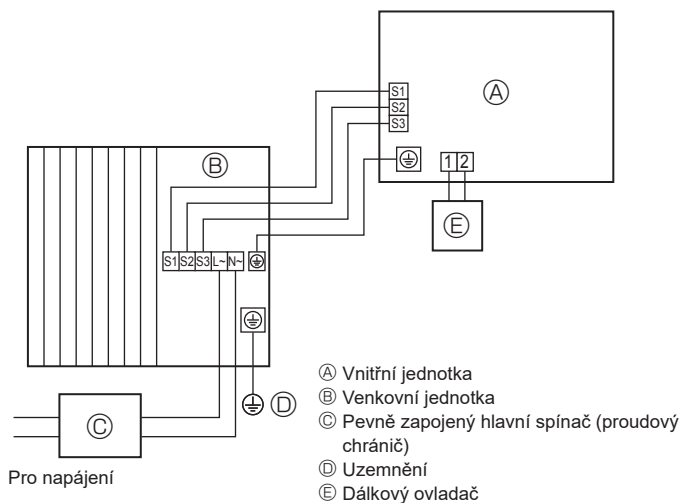 S1
S2
S3
Ⓐ
1 2
Ⓔ
Ⓑ
S1 S2 S3 L~ N~
Ⓓ
Ⓒ
Pro napájení
Ⓐ Vnitřní jednotka
Ⓑ Venkovní jednotka
Ⓒ Pevně zapojený hlavní spínač (proudový
chránič)
Ⓓ Uzemnění
Ⓔ Dálkový ovladač